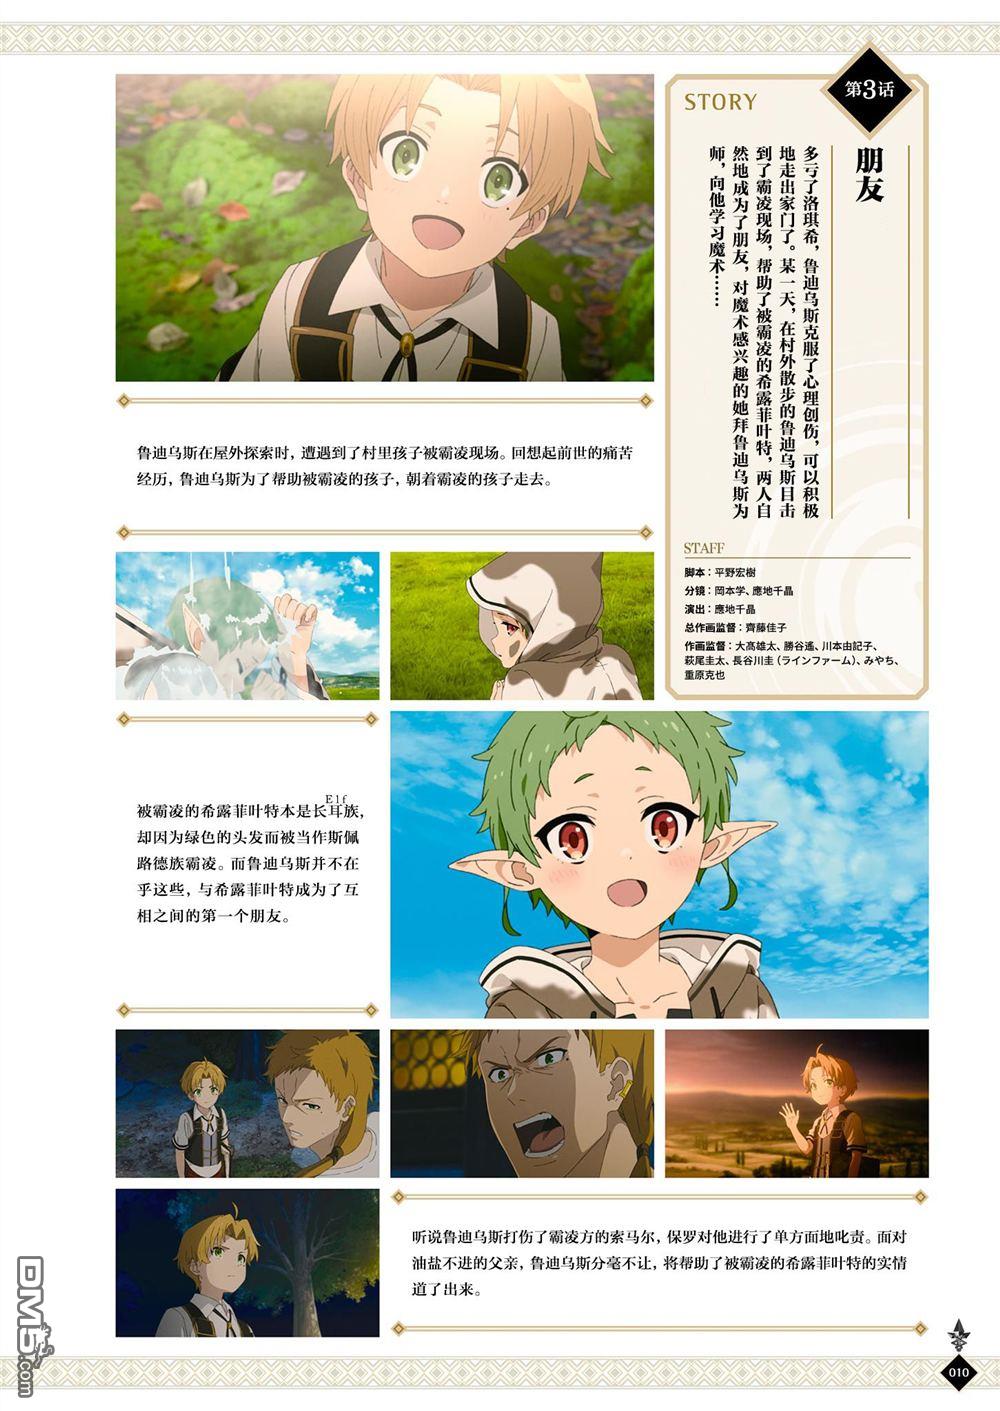 第3话
STORY
朋友
多亏了洛琪希，鲁迪乌斯克服了心理创伤，可以积极
地走出家门了。某一天，在村外散步的鲁迪乌斯目击
到了霸凌现场，帮助了被霸凌的希露菲叶特，两人自
然地成为了朋友，对魔术感兴趣的她拜鲁迪乌斯为
师，向他学习魔术……
STAFF
脚本：平野宏樹
分镜：岡本学、應地千晶
演出：應地千晶
总作画监督：齊藤佳子
作画监督：大髙雄太、勝谷遙、川本由記子、
萩尾圭太、長谷川圭（ラインファーム）、みやち、
重原克也
鲁迪乌斯在屋外探索时，遭遇到了村里孩子被霸凌现场。回想起前世的痛苦
经历，鲁迪乌斯为了帮助被霸凌的孩子，朝着霸凌的孩子走去。
Elf
被霸凌的希露菲叶特本是长耳族，
却因为绿色的头发而被当作斯佩
路德族霸凌。而鲁迪乌斯并不在
乎这些，与希露菲叶特成为了互
相之间的第一个朋友。
听说鲁迪乌斯打伤了霸凌方的索马尔，保罗对他进行了单方面地叱责。面对
油盐不进的父亲，鲁迪乌斯分毫不让，将帮助了被霸凌的希露菲叶特的实情
道了出来。
DM5.com
010